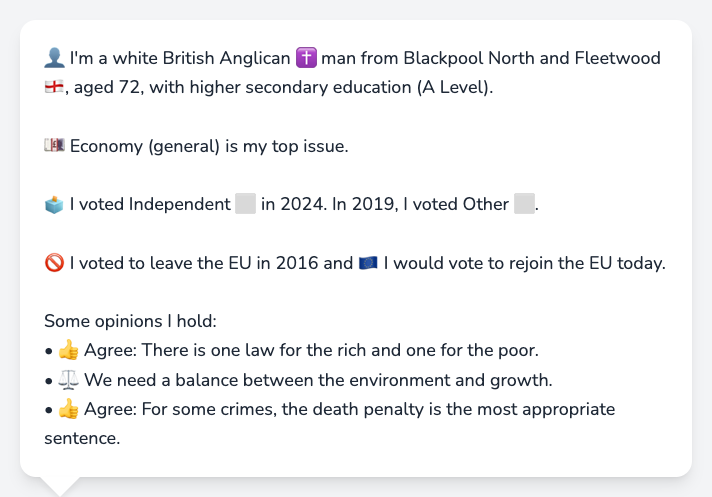 👤 I'm a white British Anglican ✝️ man from Blackpool North and Fleetwood
🏴󠁧󠁢󠁥󠁮󠁧󠁿, aged 72, with higher secondary education (A Level).
💷 Economy (general) is my top issue.
🗳️ I voted Independent ⬜ in 2024. In 2019, I voted Other ⬜.
🚫 I voted to leave the EU in 2016 and 🇪🇺 I would vote to rejoin the EU today.
Some opinions I hold:
• 👍 Agree: There is one law for the rich and one for the poor.
• ⚖️ We need a balance between the environment and growth.
• 👍 Agree: For some crimes, the death penalty is the most appropriate
sentence.